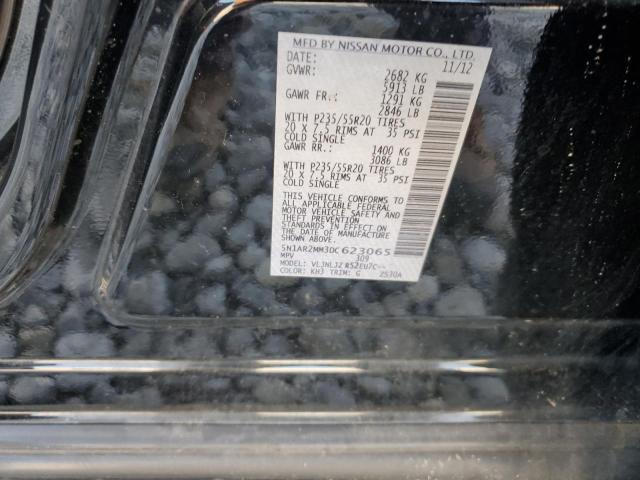 MFD BY NISSAN MOTOR CO., LTD.
DATE: 11/12
GVWR: 2682 KG
5913 LB
GAWR FR.: 1291 KG
2846 LB
WITH P235/55R20 TIRES
20 X 7.5 RIMS AT 35 PSI
COLD SINGLE
GAWR RR.: 1400 KG
3086 LB
WITH P235/55R20 TIRES
20 X 7.5 RIMS AT 35 PSI
COLD SINGLE
THIS VEHICLE CONFORMS TO
ALL APPLICABLE FEDERAL
MOTOR VEHICLE SAFETY AND
THEFT PREVENTION
STANDARDS IN EFFECT ON
THE DATE OF MANUFACTURE
SHOWN ABOVE
5N1AR2MM3DC623065
MPV 309
MODEL: VLJNLJZ R52EU7C--
COLOR: KH3 TRIM: G 2530A